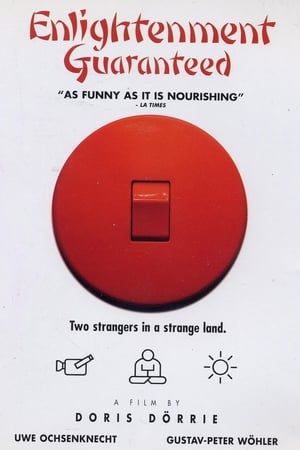 Enlightenment
Guaranteed
"AS FUNNY AS IT IS NOURISHING"
- LA TIMES
Two strangers in a strange land.
A FILM BY
DORIS DÖRRIE
UWE OCHSENKNECHT GUSTAV-PETER WÖHLER